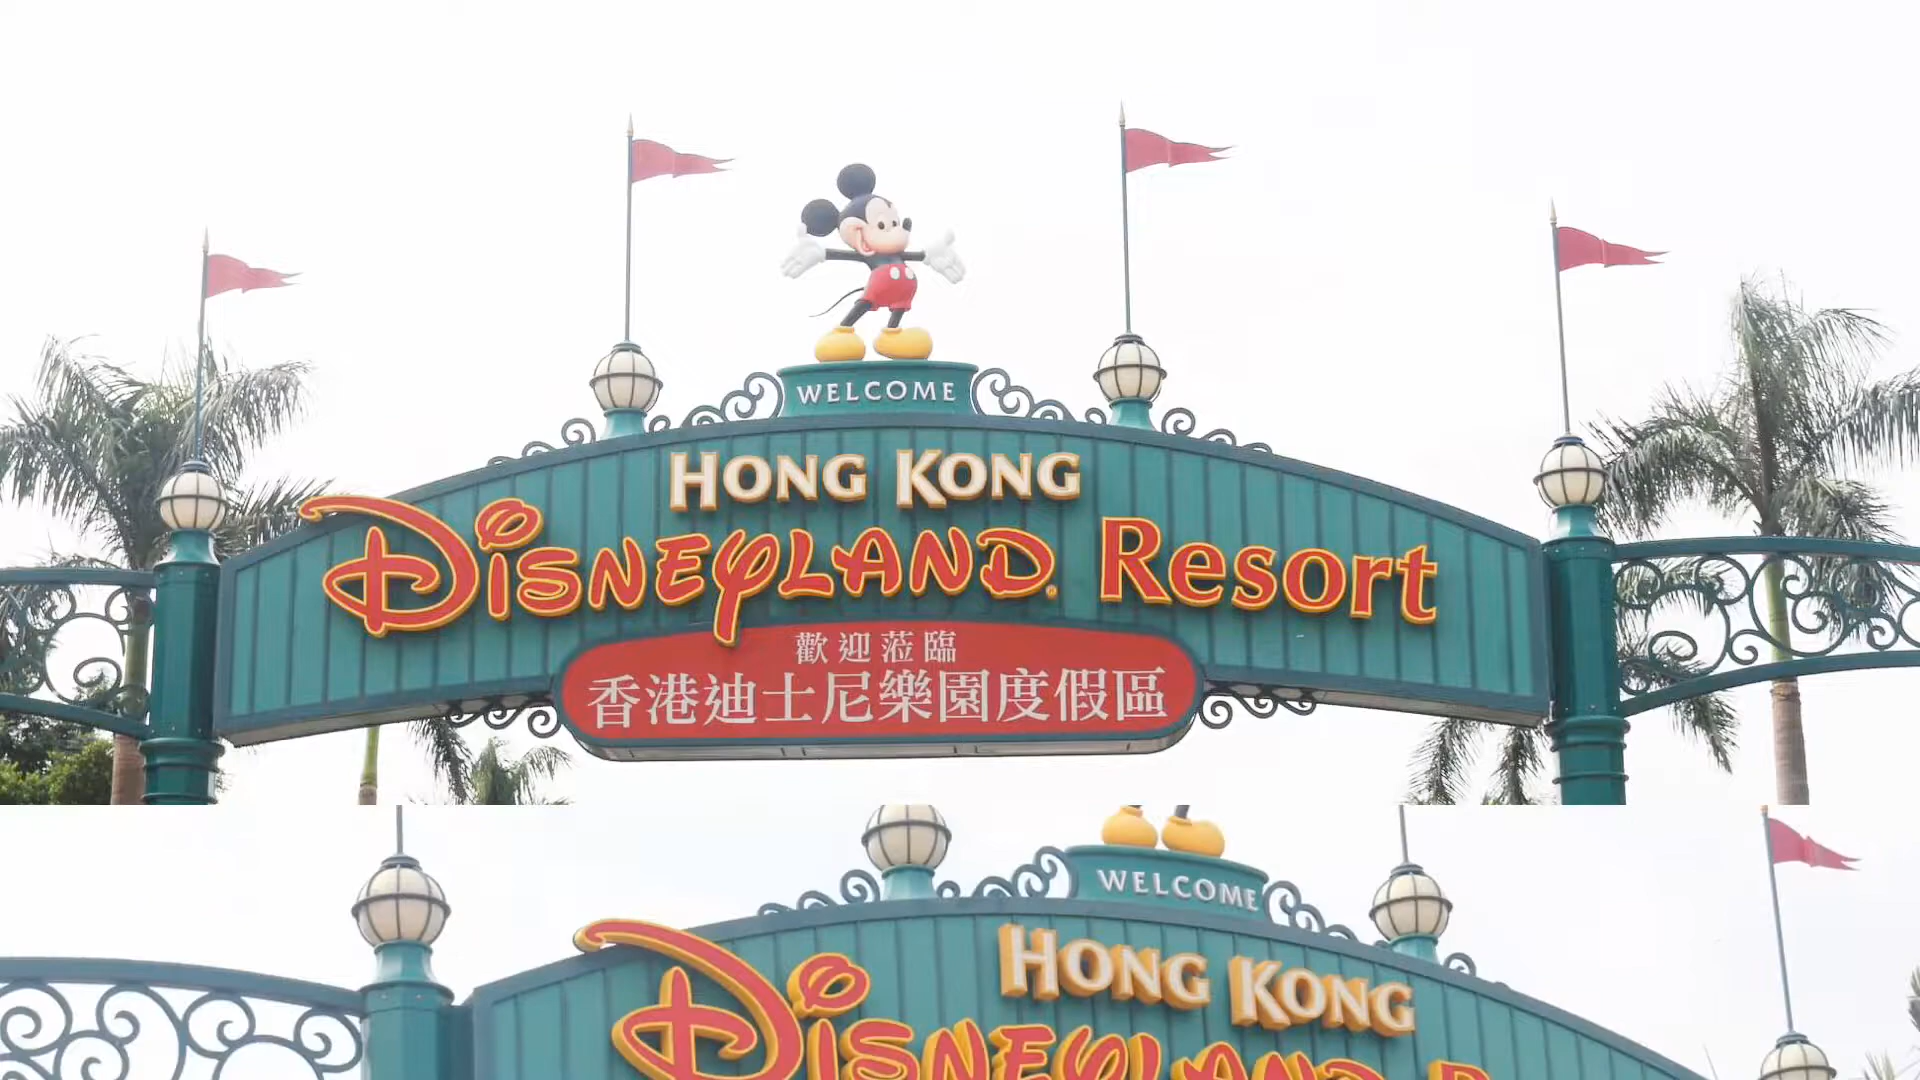 WELCOME
HONG KONG
DISNEYLAND® Resort
歡迎蒞臨
香港迪士尼樂園度假區
WELCOME
HONG KONG
DISNEYLAND R